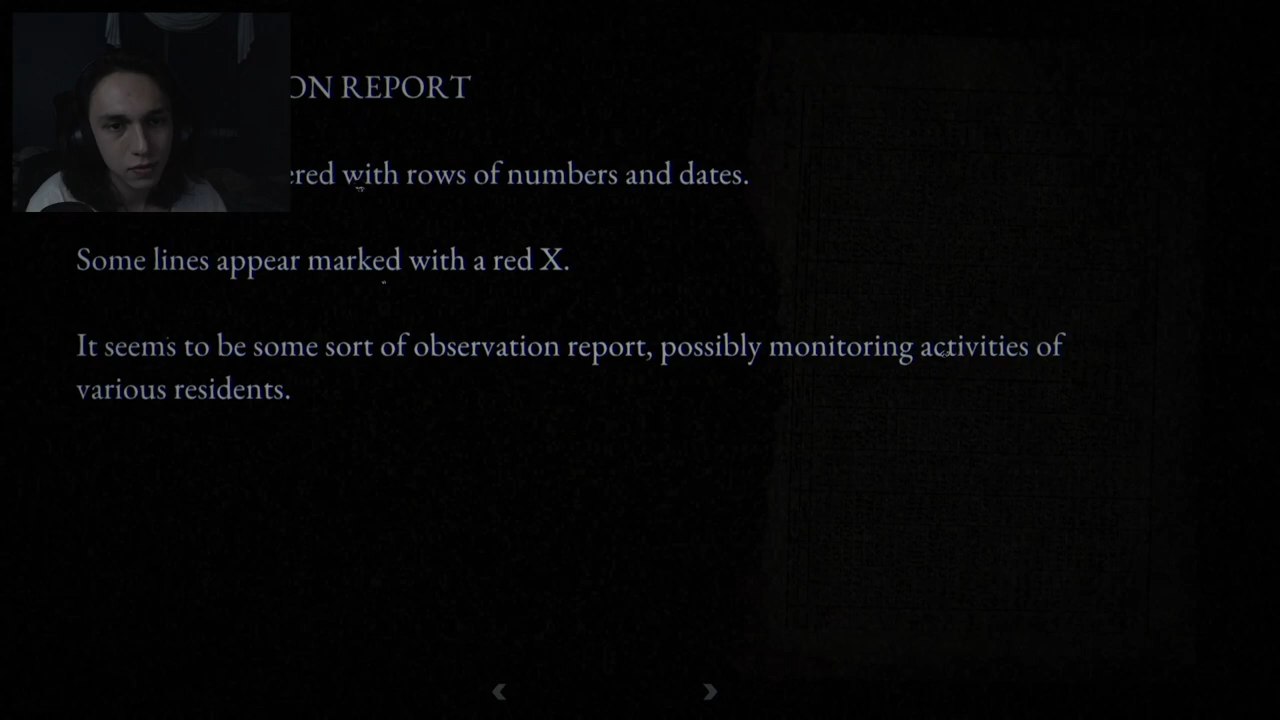 ON REPORT
ered with rows of numbers and dates.
Some lines appear marked with a red X.
It seems to be some sort of observation report, possibly monitoring activities of
various residents.